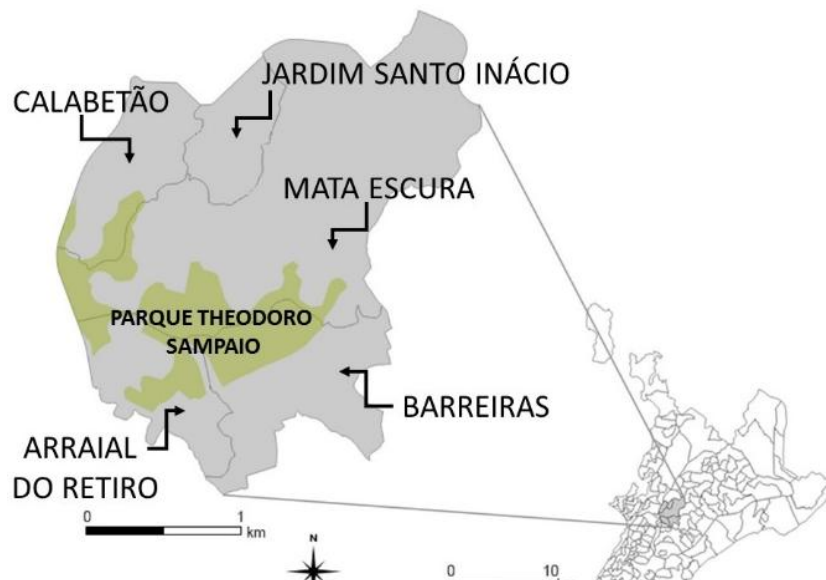 JARDIM SANTO INÁCIO
CALABETÃO
MATA ESCURA
PARQUE THEODORO
SAMPAIO
BARREIRAS
ARRAIAL
DO RETIRO
0 1
km
N
0 10